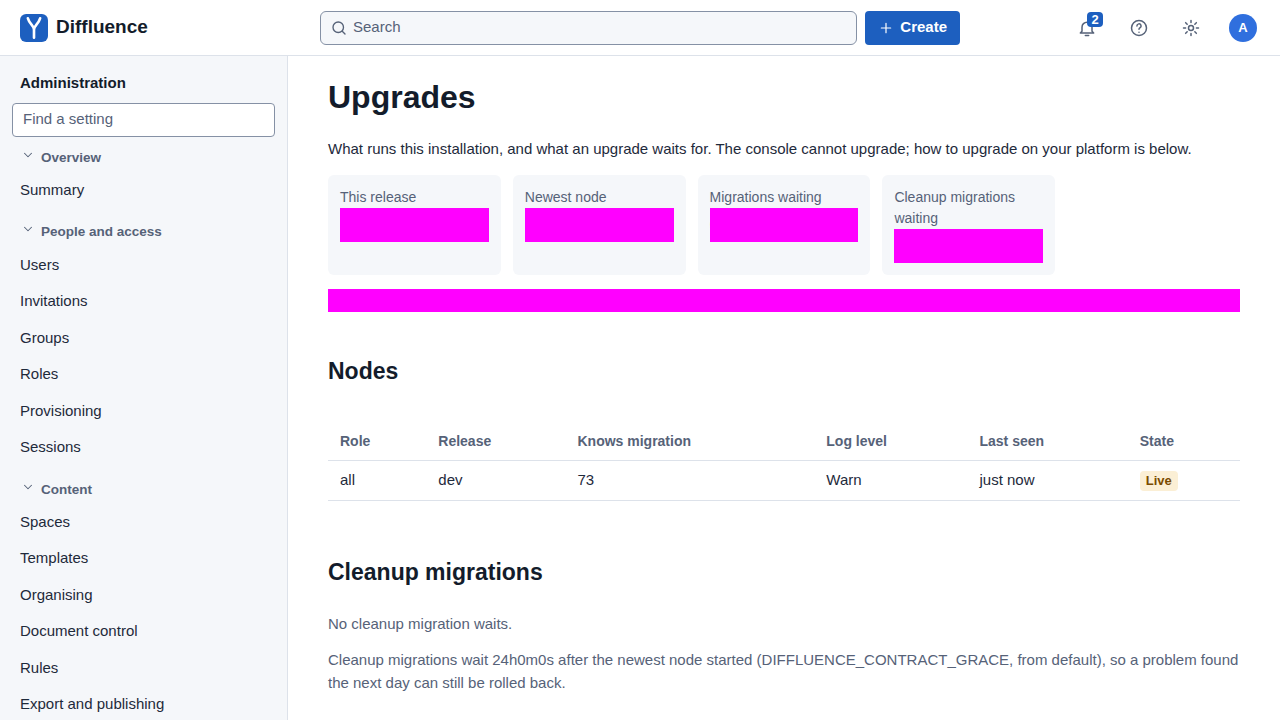 Diffluence
Search
Create
2
A
Administration
Find a setting
Overview
Summary
People and access
Users
Invitations
Groups
Roles
Provisioning
Sessions
Content
Spaces
Templates
Organising
Document control
Rules
Export and publishing
Upgrades
What runs this installation, and what an upgrade waits for. The console cannot upgrade; how to upgrade on your platform is below.
This release
Newest node
Migrations waiting
Cleanup migrations
waiting
Nodes
Role Release Knows migration Log level Last seen State
all dev 73 Warn just now Live
Cleanup migrations
No cleanup migration waits.
Cleanup migrations wait 24h0m0s after the newest node started (DIFFLUENCE_CONTRACT_GRACE, from default), so a problem found
the next day can still be rolled back.